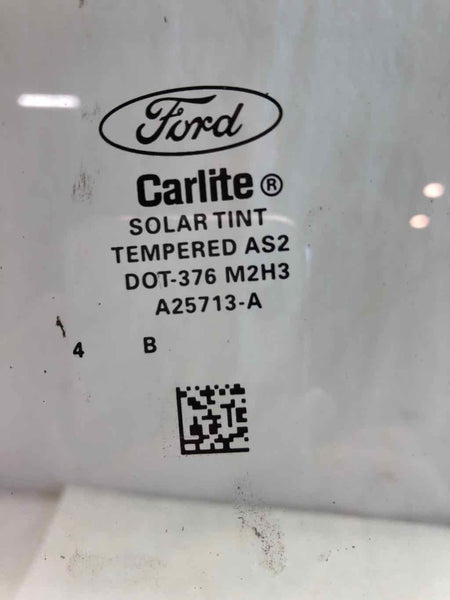 Ford
Carlite®
SOLAR TINT
TEMPERED AS2
DOT-376 M2H3
A25713-A
4 B